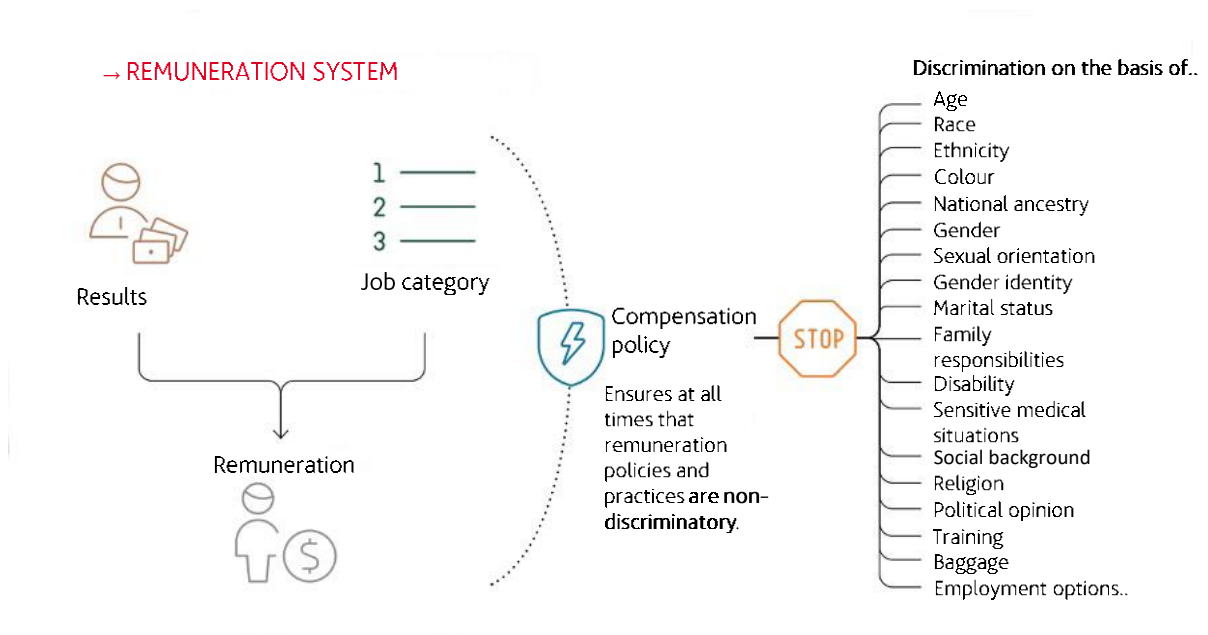 → REMUNERATION SYSTEM
Results
1
2
3
Job category
Remuneration
$
Compensation
policy
Ensures at all
times that
remuneration
policies and
practices are non-
discriminatory.
STOP
Discrimination on the basis of..
Age
Race
Ethnicity
Colour
National ancestry
Gender
Sexual orientation
Gender identity
Marital status
Family
responsibilities
Disability
Sensitive medical
situations
Social background
Religion
Political opinion
Training
Baggage
Employment options..